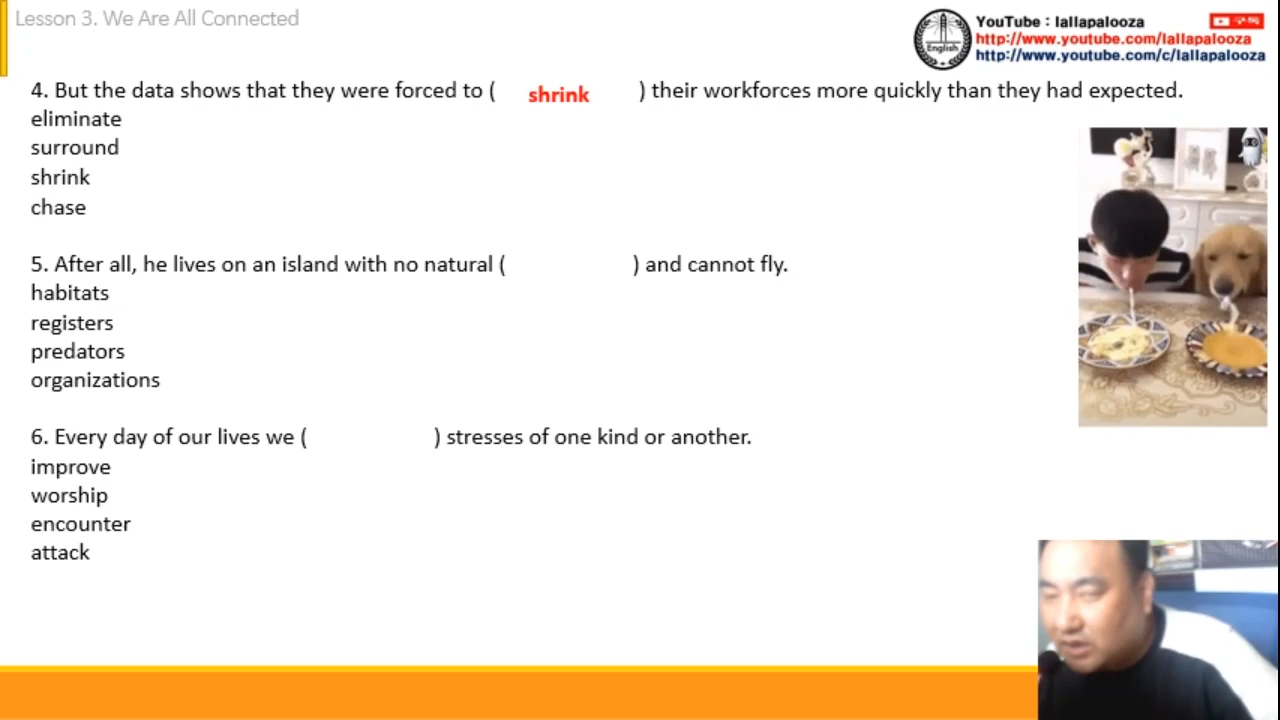 Lesson 3. We Are All Connected
YouTube : lallapalooza
http://www.youtube.com/lallapalooza
http://www.youtube.com/c/lallapalooza
English
4. But the data shows that they were forced to ( shrink ) their workforces more quickly than they had expected.
eliminate
surround
shrink
chase
5. After all, he lives on an island with no natural ( ) and cannot fly.
habitats
registers
predators
organizations
6. Every day of our lives we ( ) stresses of one kind or another.
improve
worship
encounter
attack